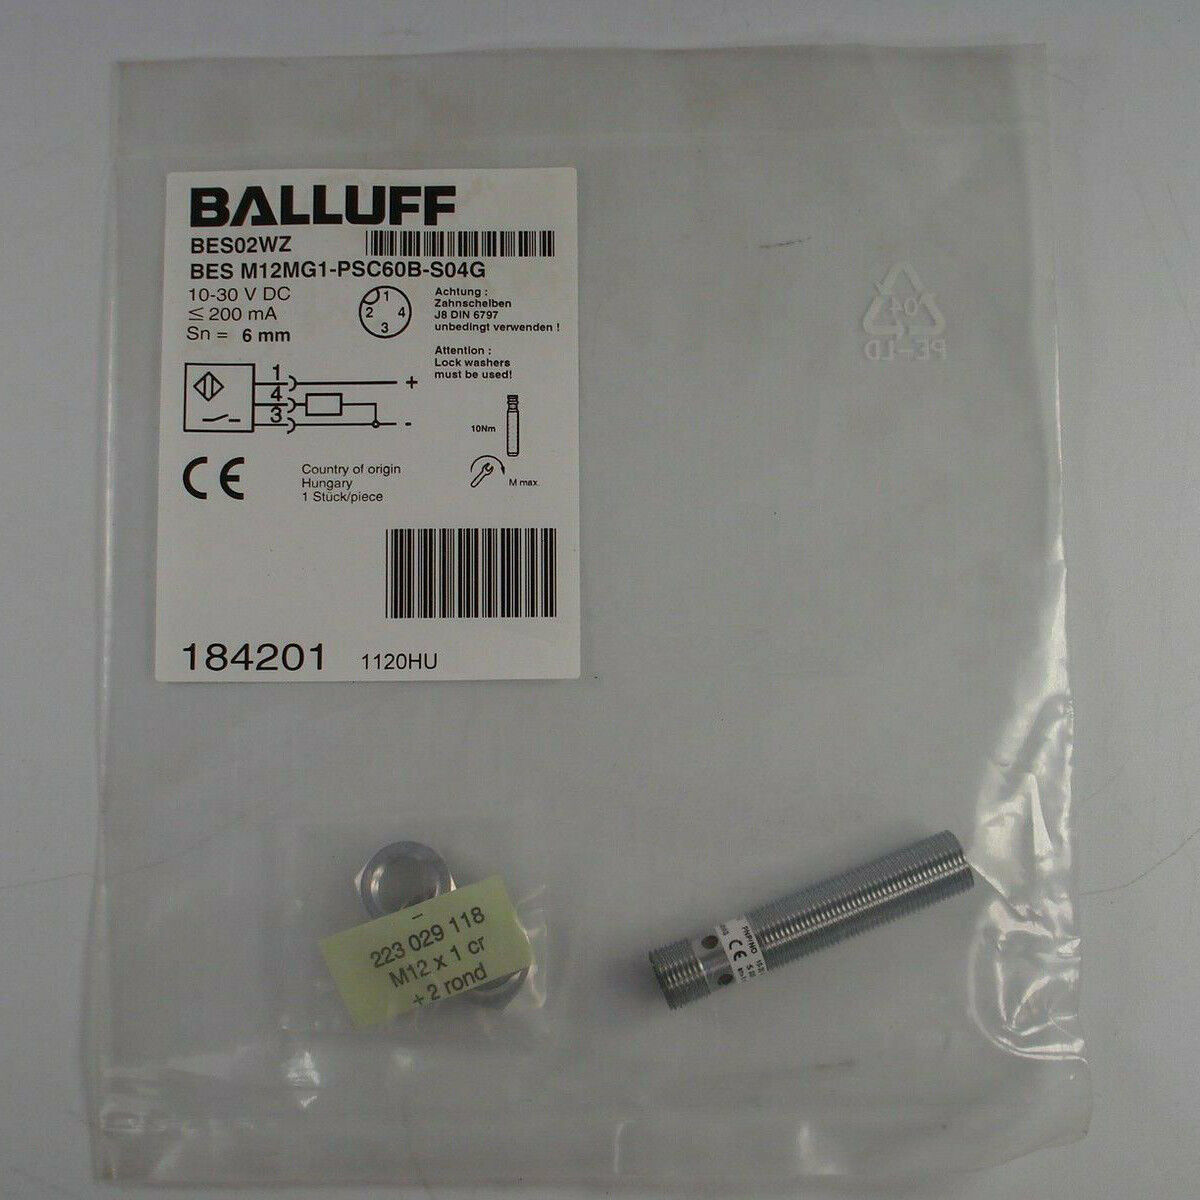 BALLUFF
BES02WZ
BES M12MG1-PSC60B-S04G
10-30 V DC
≤ 200 mA
Sn = 6 mm
1
2 4
3
Achtung :
Zahnscheiben
J8 DIN 6797
unbedingt verwenden !
Attention :
Lock washers
must be used!
1 +
4
3 -
10Nm
M max.
CE
Country of origin
Hungary
1 Stück/piece
184201 1120HU
04
PE-LD
-
223 029 118
M12 x 1 cr
+ 2 rond
CE
PNP/NO